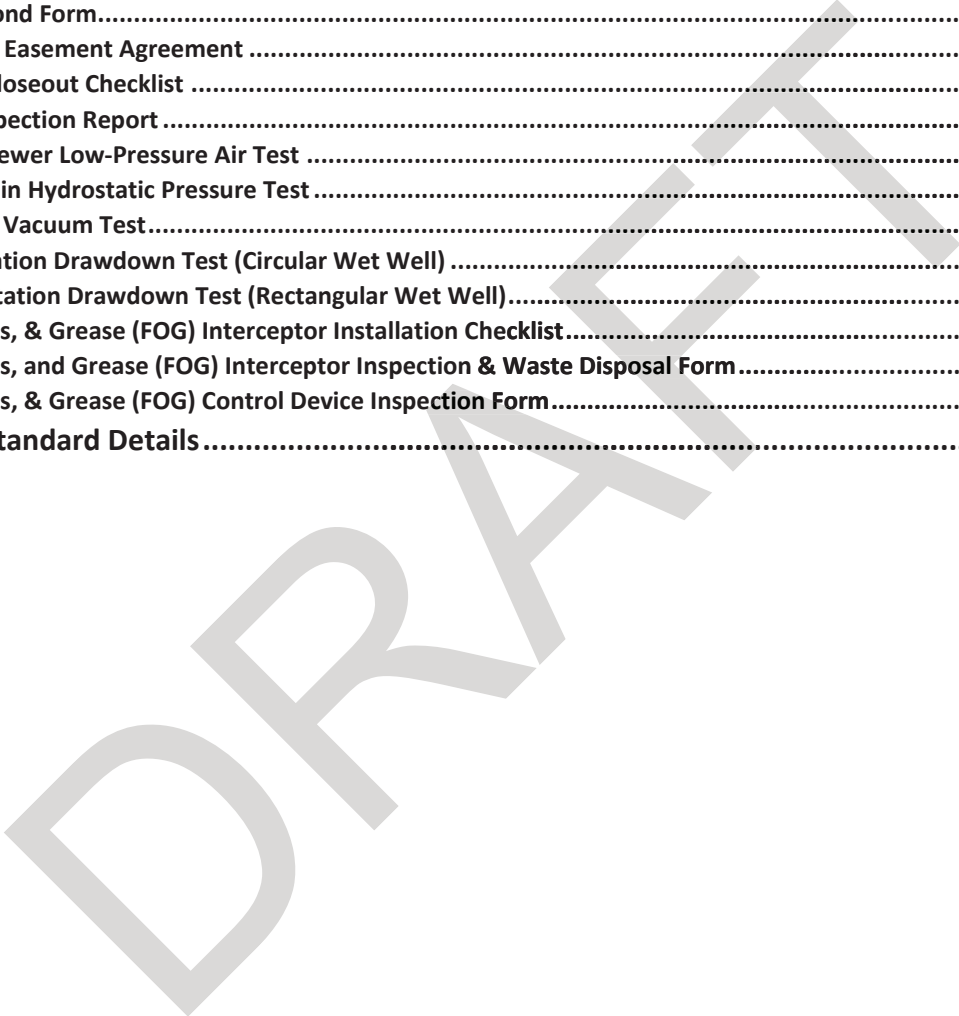 ond Form
Easement Agreement
loseout Checklist
pection Report
ewer Low-Pressure Air Test
in Hydrostatic Pressure Test
Vacuum Test
ation Drawdown Test (Circular Wet Well)
tation Drawdown Test (Rectangular Wet Well)
s, & Grease (FOG) Interceptor Installation Checklist
s, and Grease (FOG) Interceptor Inspection & Waste Disposal Form
s, & Grease (FOG) Control Device Inspection Form
tandard Details
DRAFT